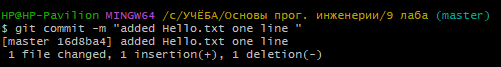 HP@HP-Pavilion MINGW64 /c/УЧЁБА/Основы прог. инженерии/9 лаба (master)
$ git commit -m "added Hello.txt one line "
[master 16d8ba4] added Hello.txt one line
 1 file changed, 1 insertion(+), 1 deletion(-)